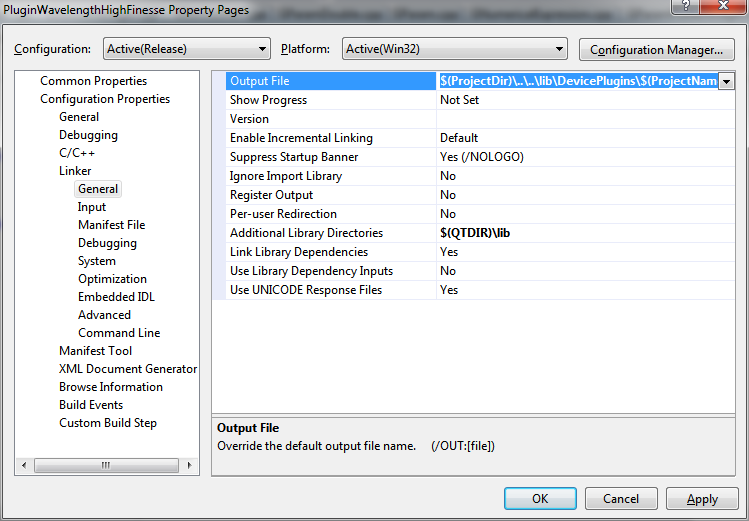 PluginWavelengthHighFinesse Property Pages
Configuration: Active(Release) Platform: Active(Win32) Configuration Manager...
Common Properties
Configuration Properties
General
Debugging
C/C++
Linker
General
Input
Manifest File
Debugging
System
Optimization
Embedded IDL
Advanced
Command Line
Manifest Tool
XML Document Generator
Browse Information
Build Events
Custom Build Step
Output File $(ProjectDir)\..\..\lib\DevicePlugins\$(ProjectNam
Show Progress Not Set
Version
Enable Incremental Linking Default
Suppress Startup Banner Yes (/NOLOGO)
Ignore Import Library No
Register Output No
Per-user Redirection No
Additional Library Directories $(QTDIR)\lib
Link Library Dependencies Yes
Use Library Dependency Inputs No
Use UNICODE Response Files Yes
Output File
Override the default output file name. (/OUT:[file])
OK Cancel Apply